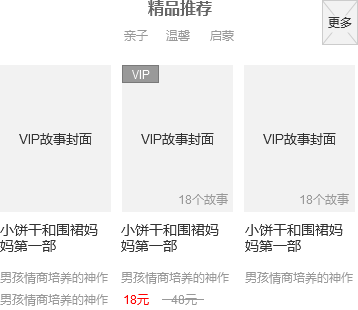 精品推荐
更多
亲子 温馨 启蒙
VIP
VIP故事封面 VIP故事封面 VIP故事封面
18个故事 18个故事
小饼干和围裙妈 小饼干和围裙妈 小饼干和围裙妈
妈第一部 妈第一部 妈第一部
男孩情商培养的神作 男孩情商培养的神作 男孩情商培养的神作
男孩情商培养的神作 18元 48元